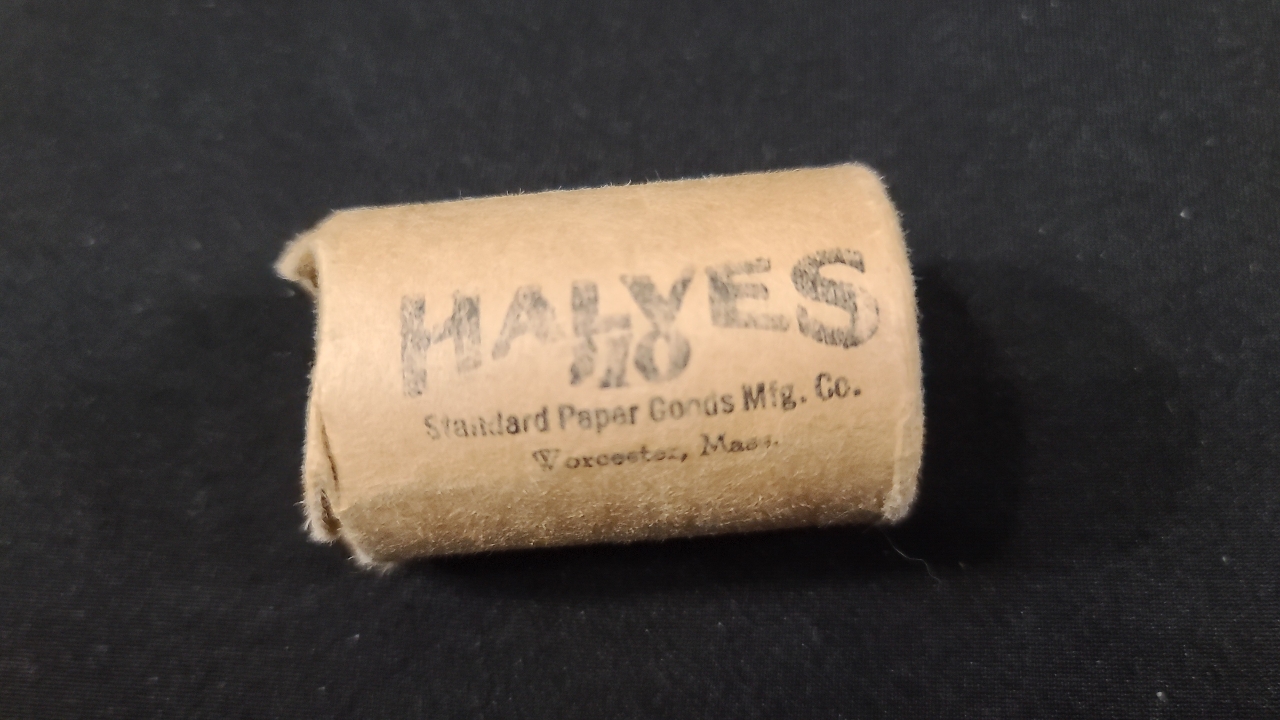 HALVES
$10
Standard Paper Goods Mfg. Co.
Worcester, Mass.